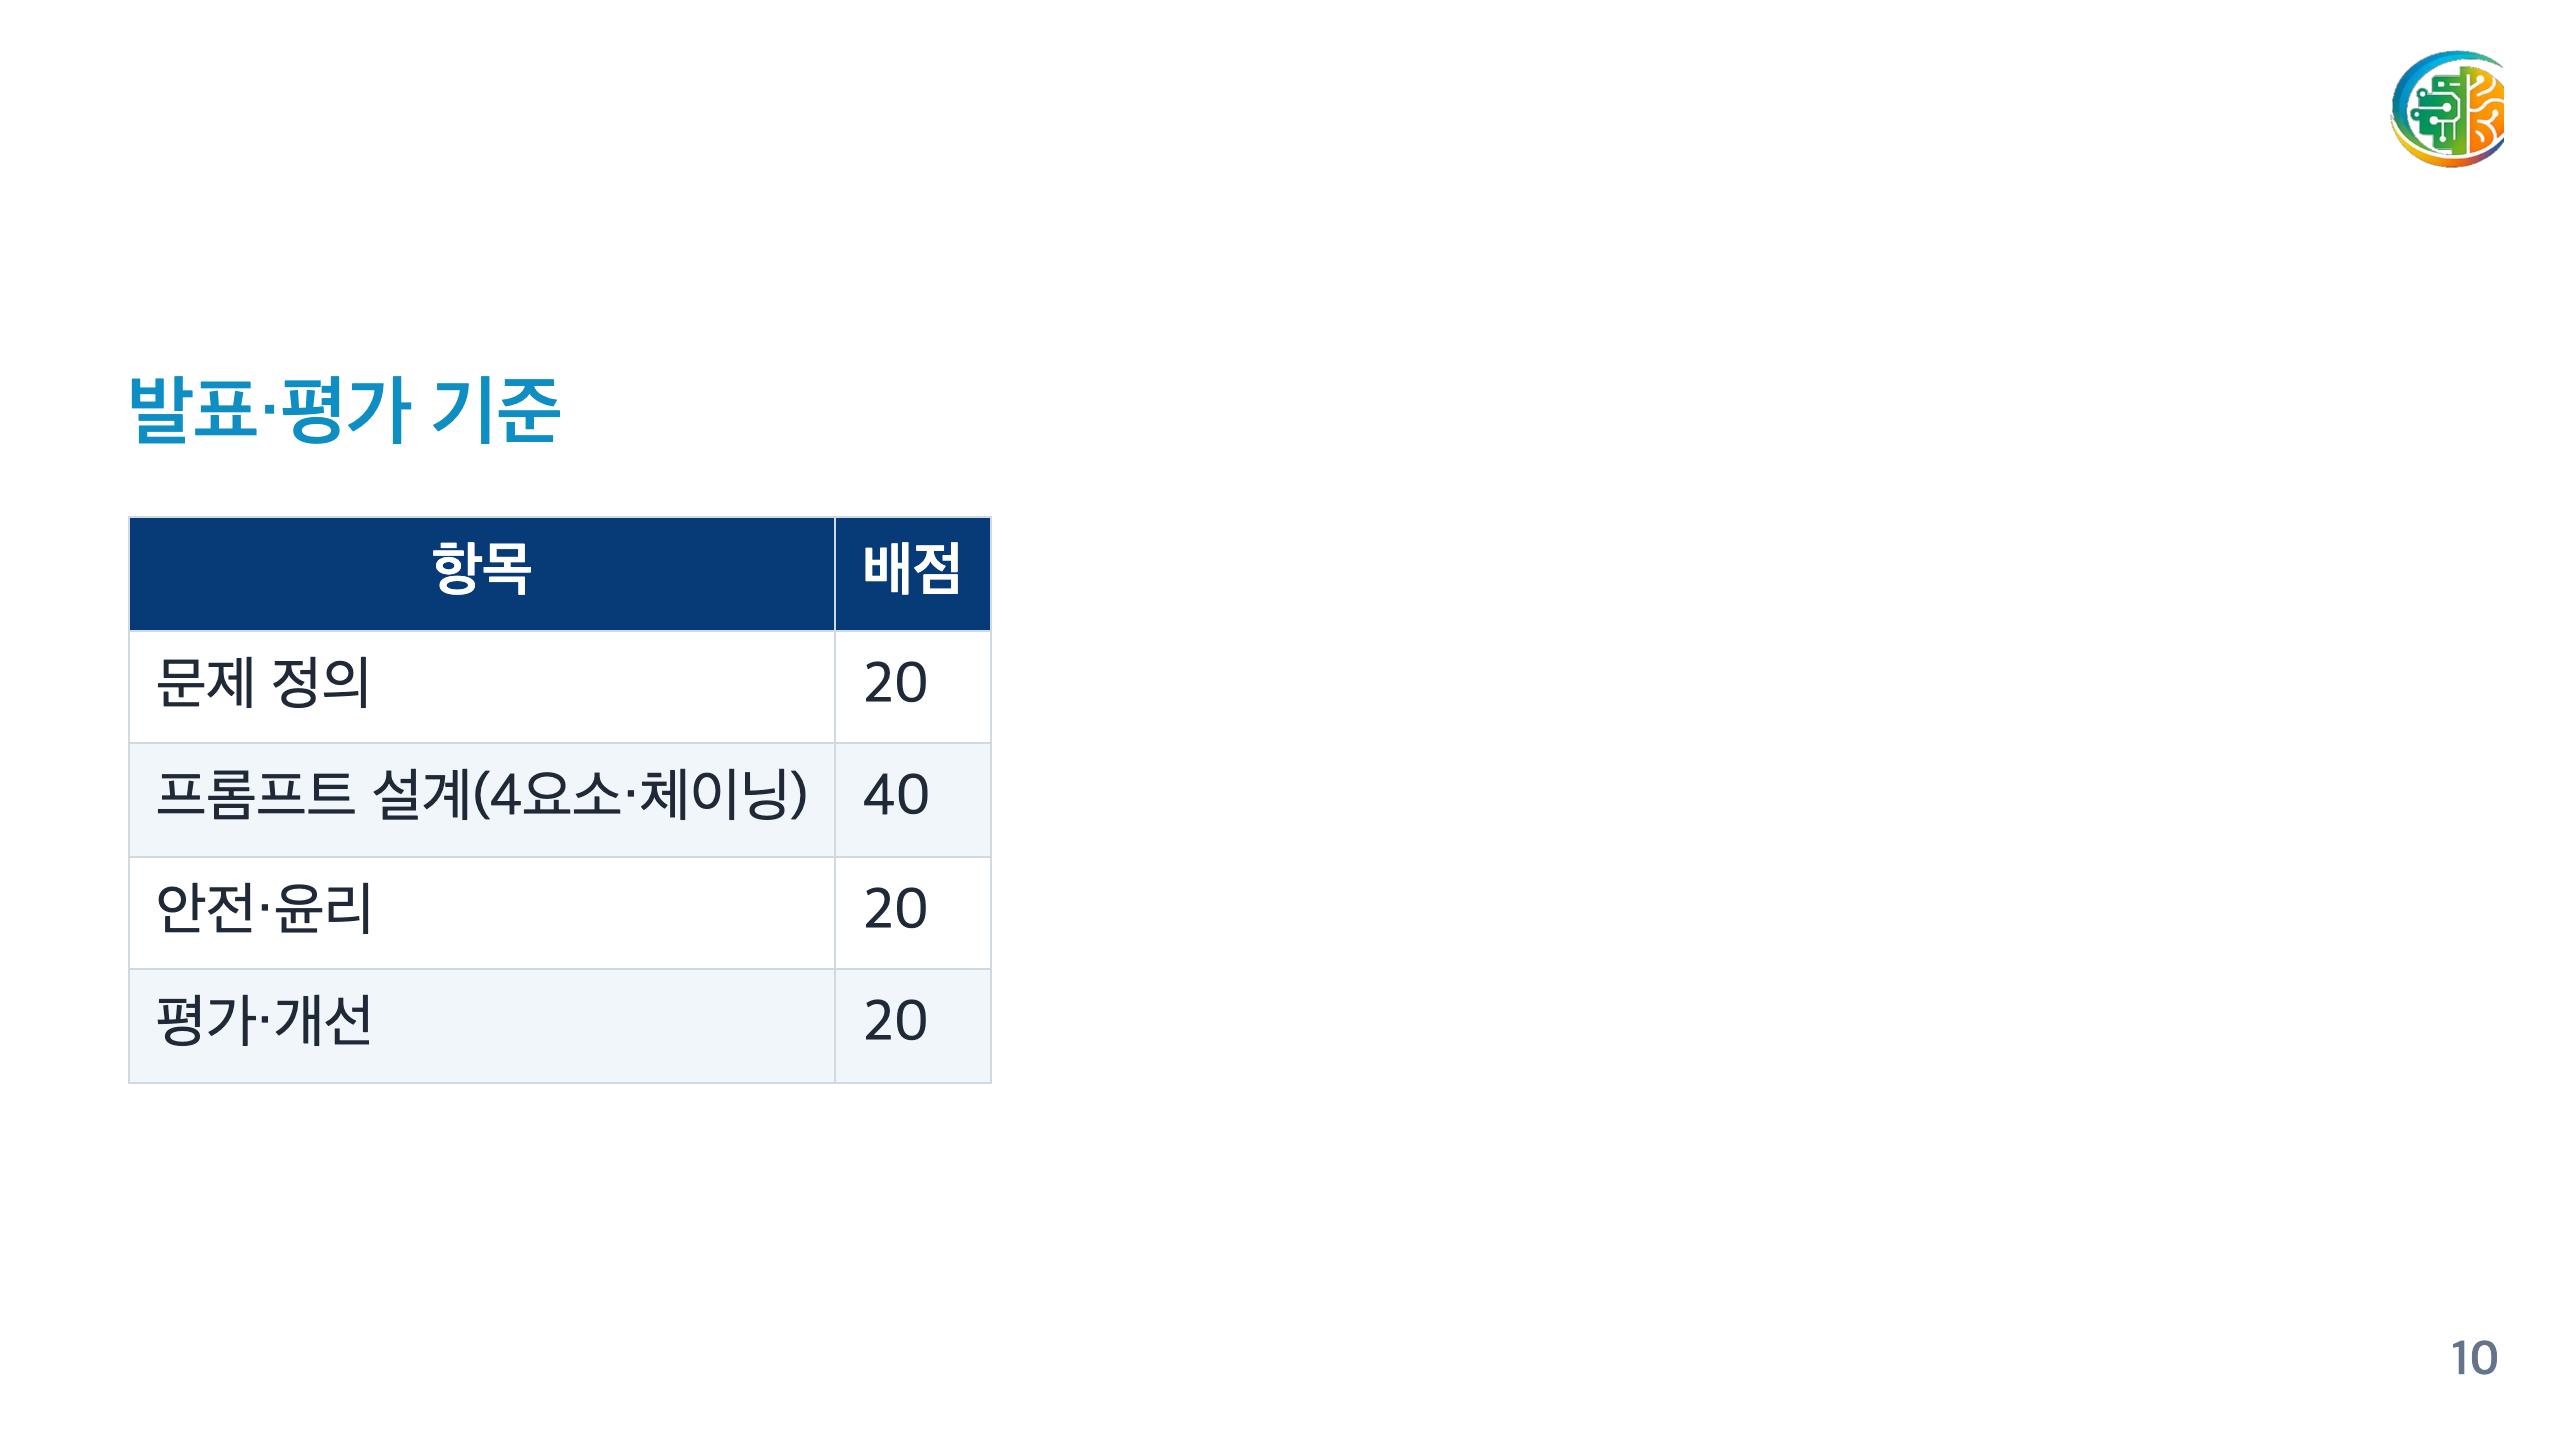 발표·평가 기준
항목 배점
문제 정의 20
프롬프트 설계(4요소·체이닝) 40
안전·윤리 20
평가·개선 20
10